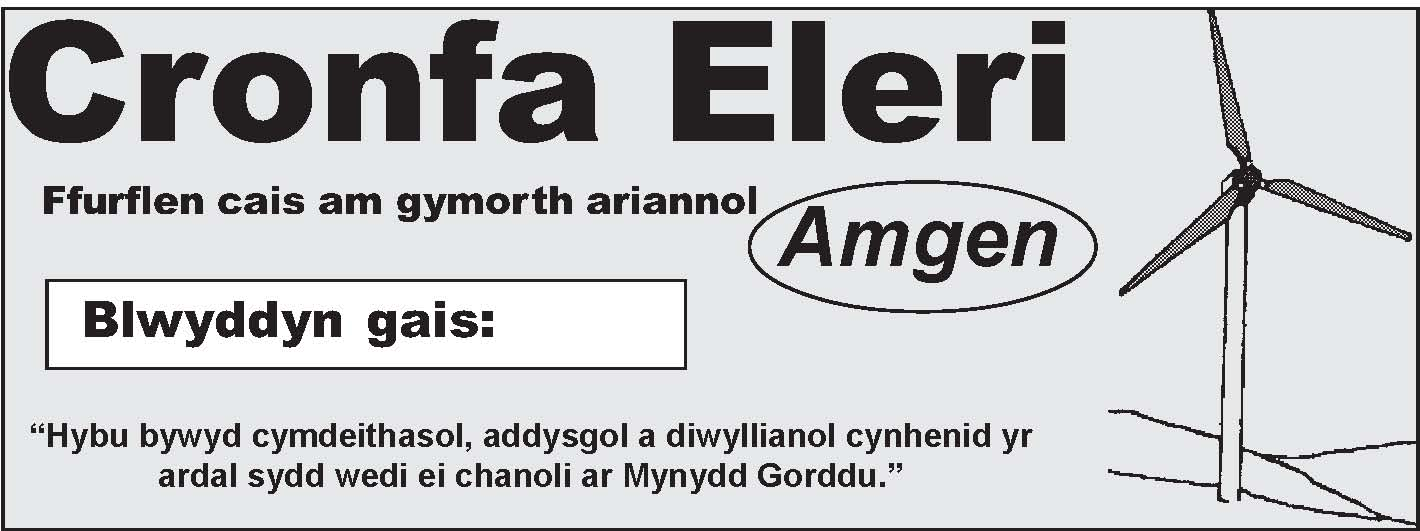 Cronfa Eleri
Ffurflen cais am gymorth ariannol
Amgen
Blwyddyn gais:
“Hybu bywyd cymdeithasol, addysgol a diwyllianol cynhenid yr
ardal sydd wedi ei chanoli ar Mynydd Gorddu.”